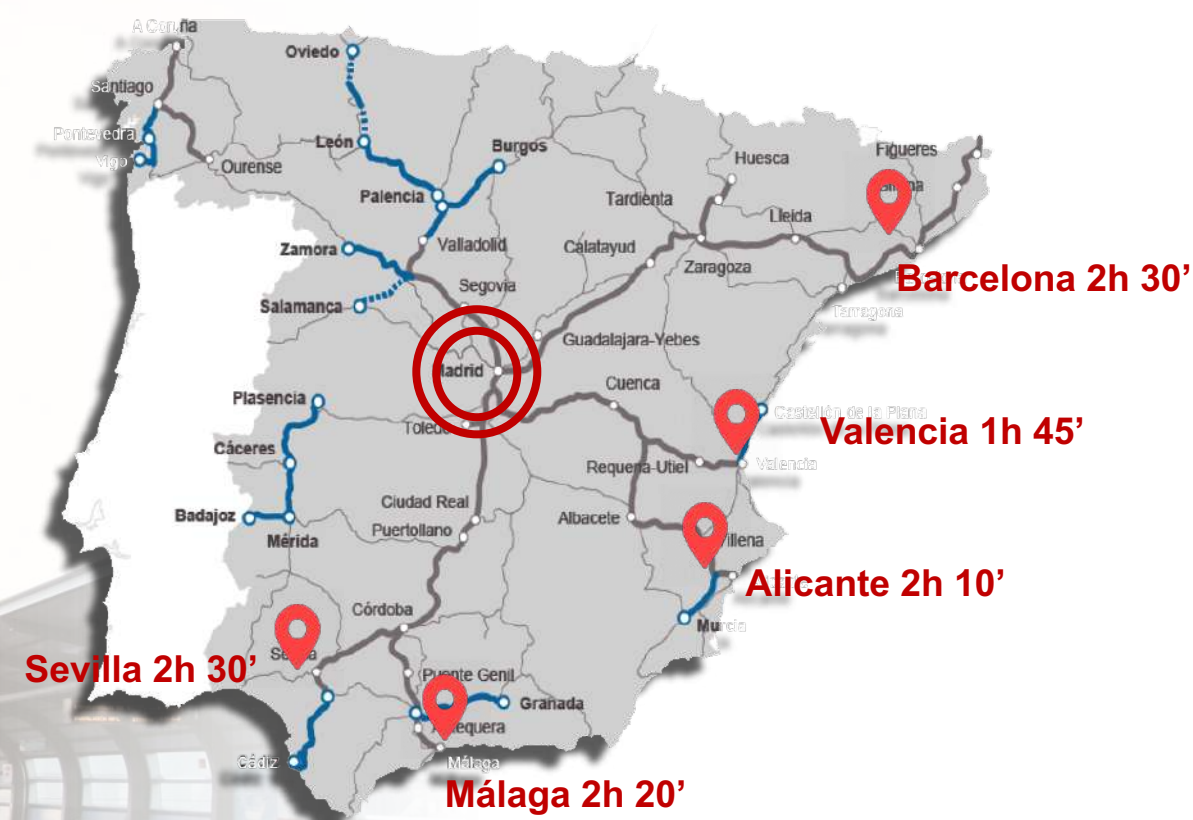 A Coruña
Oviedo
Santiago
Pontevedra
Vigo
Ourense
León
Burgos
Palencia
Huesca
Figueres
Tardienta
Lleida
Zamora
Valladolid
Calatayud
Zaragoza
Barcelona 2h 30’
Segovia
Salamanca
Tarragona
Guadalajara-Yebes
Madrid
Cuenca
Plasencia
Toledo
Castellón de la Plana
Valencia 1h 45’
Cáceres
Requena-Utiel
Valencia
Ciudad Real
Badajoz
Albacete
Puertollano
Mérida
Villena
Alicante 2h 10’
Córdoba
Murcia
Sevilla 2h 30’
Puente Genil
Granada
Antequera
Cádiz
Málaga
Málaga 2h 20’